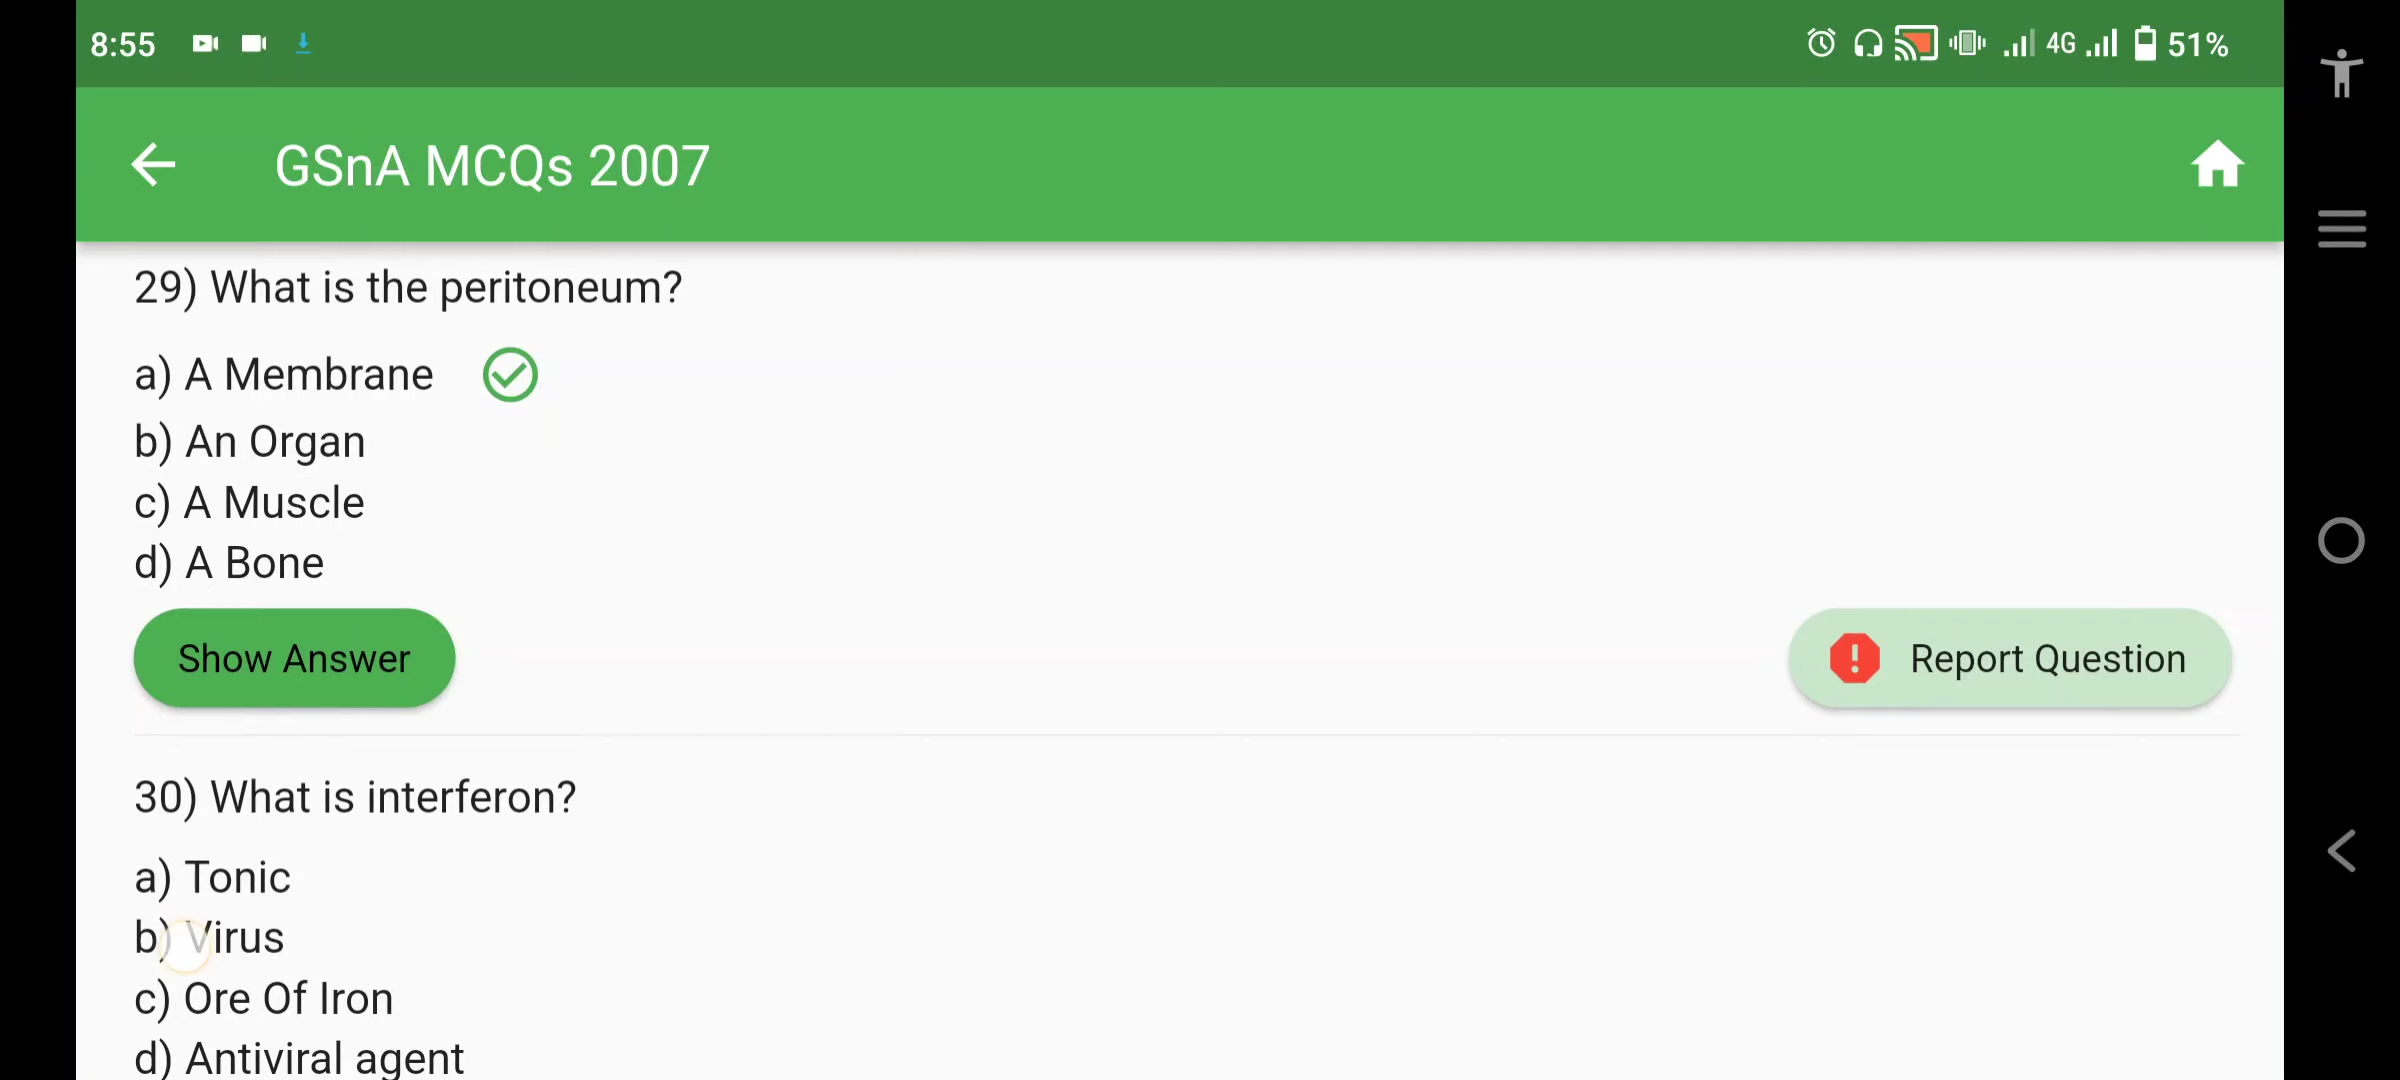 8:55
4G
51%
GSnA MCQs 2007
29) What is the peritoneum?
a) A Membrane
b) An Organ
c) A Muscle
d) A Bone
Show Answer
Report Question
30) What is interferon?
a) Tonic
b) Virus
c) Ore Of Iron
d) Antiviral agent